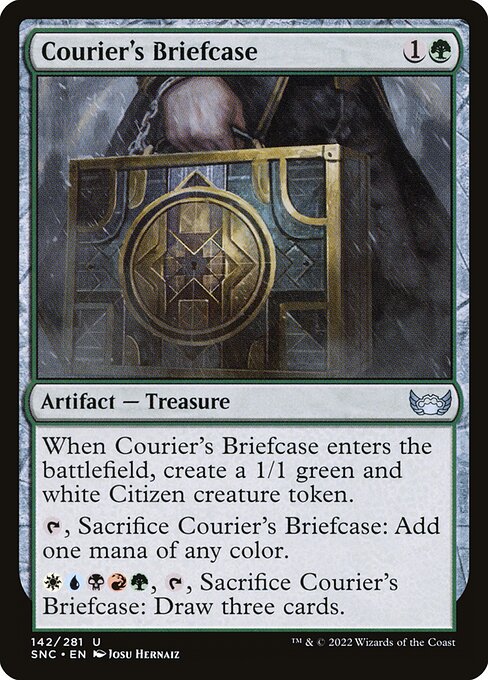 Courier's Briefcase 1
Artifact — Treasure
When Courier's Briefcase enters the
battlefield, create a 1/1 green and
white Citizen creature token.
, Sacrifice Courier's Briefcase: Add
one mana of any color.
, , Sacrifice Courier's
Briefcase: Draw three cards.
142/281 U
SNC • EN Josu Hernaiz
™ & © 2022 Wizards of the Coast